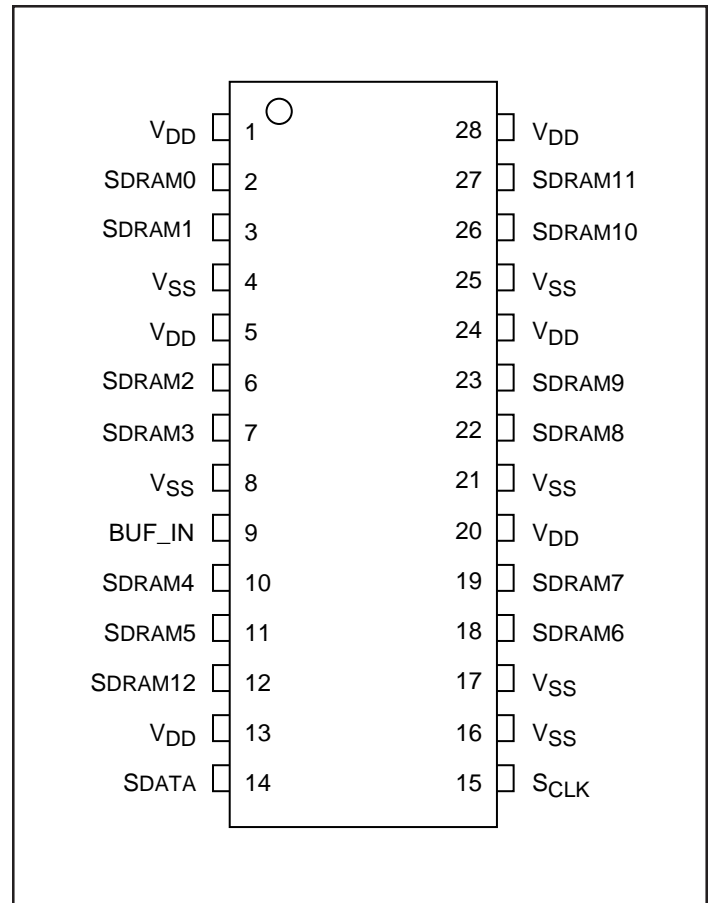 VDD 1 28 VDD
SDRAM0 2 27 SDRAM11
SDRAM1 3 26 SDRAM10
VSS 4 25 VSS
VDD 5 24 VDD
SDRAM2 6 23 SDRAM9
SDRAM3 7 22 SDRAM8
VSS 8 21 VSS
BUF_IN 9 20 VDD
SDRAM4 10 19 SDRAM7
SDRAM5 11 18 SDRAM6
SDRAM12 12 17 VSS
VDD 13 16 VSS
SDATA 14 15 SCLK